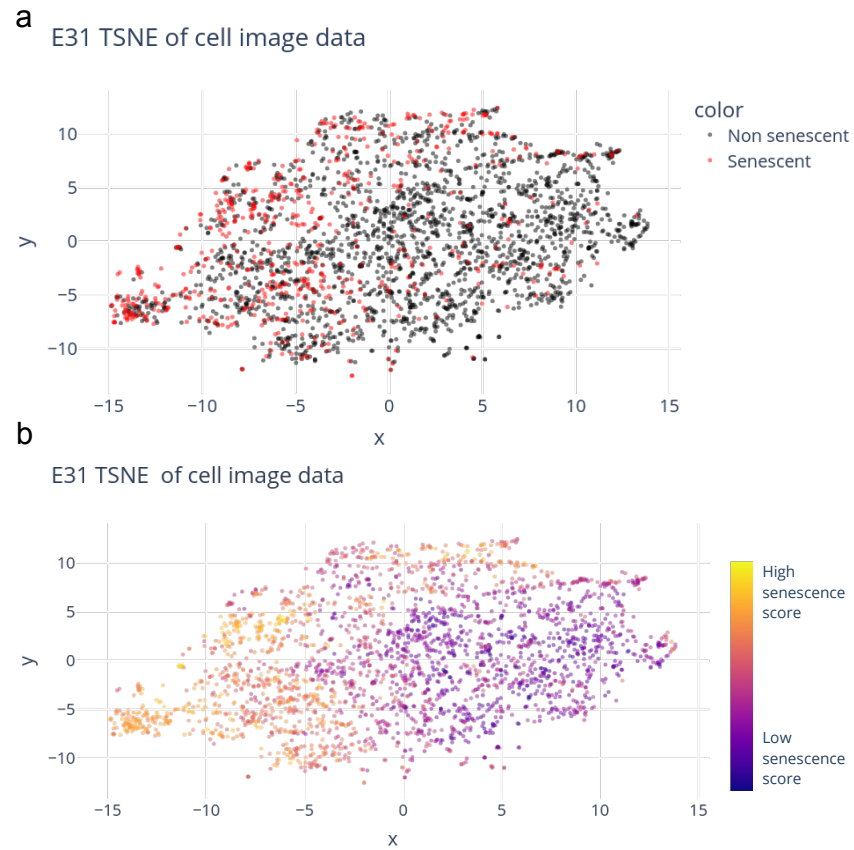 a
E31 TSNE of cell image data
color
Non senescent
Senescent
10
5
0
−5
−10
y
−15 −10 −5 0 5 10 15
x
b
E31 TSNE  of cell image data
High
senescence
score
Low
senescence
score
10
5
0
−5
−10
y
−15 −10 −5 0 5 10 15
x